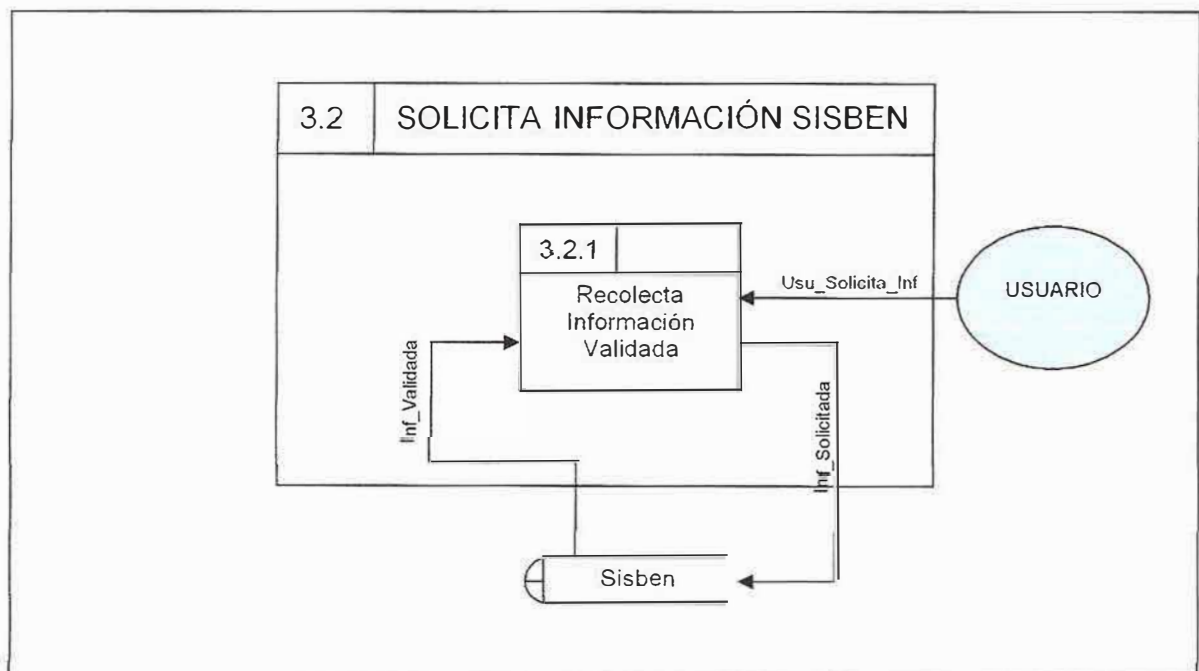 3.2 SOLICITA INFORMACIÓN SISBEN
3.2.1
Recolecta
Información
Validada
Usu_Solicita_Inf
USUARIO
Inf_Validada
Inf_Solicitada
Sisben